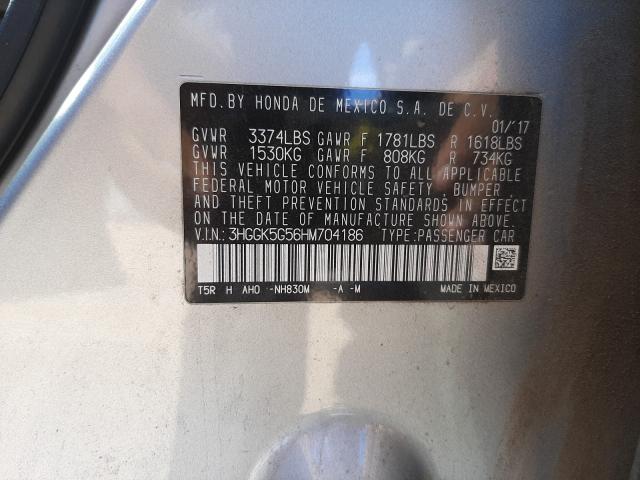 MFD. BY HONDA DE MEXICO S.A. DE C.V.
01/'17
GVWR 3374LBS GAWR F 1781LBS R 1618LBS
GVWR 1530KG GAWR F 808KG R 734KG
THIS VEHICLE CONFORMS TO ALL APPLICABLE
FEDERAL MOTOR VEHICLE SAFETY, BUMPER
AND THEFT PREVENTION STANDARDS IN EFFECT
ON THE DATE OF MANUFACTURE SHOWN ABOVE.
V.I.N.: 3HGGK5G56HM704186 TYPE:PASSENGER CAR
T5R H AHO -NH830M -A -M MADE IN MEXICO